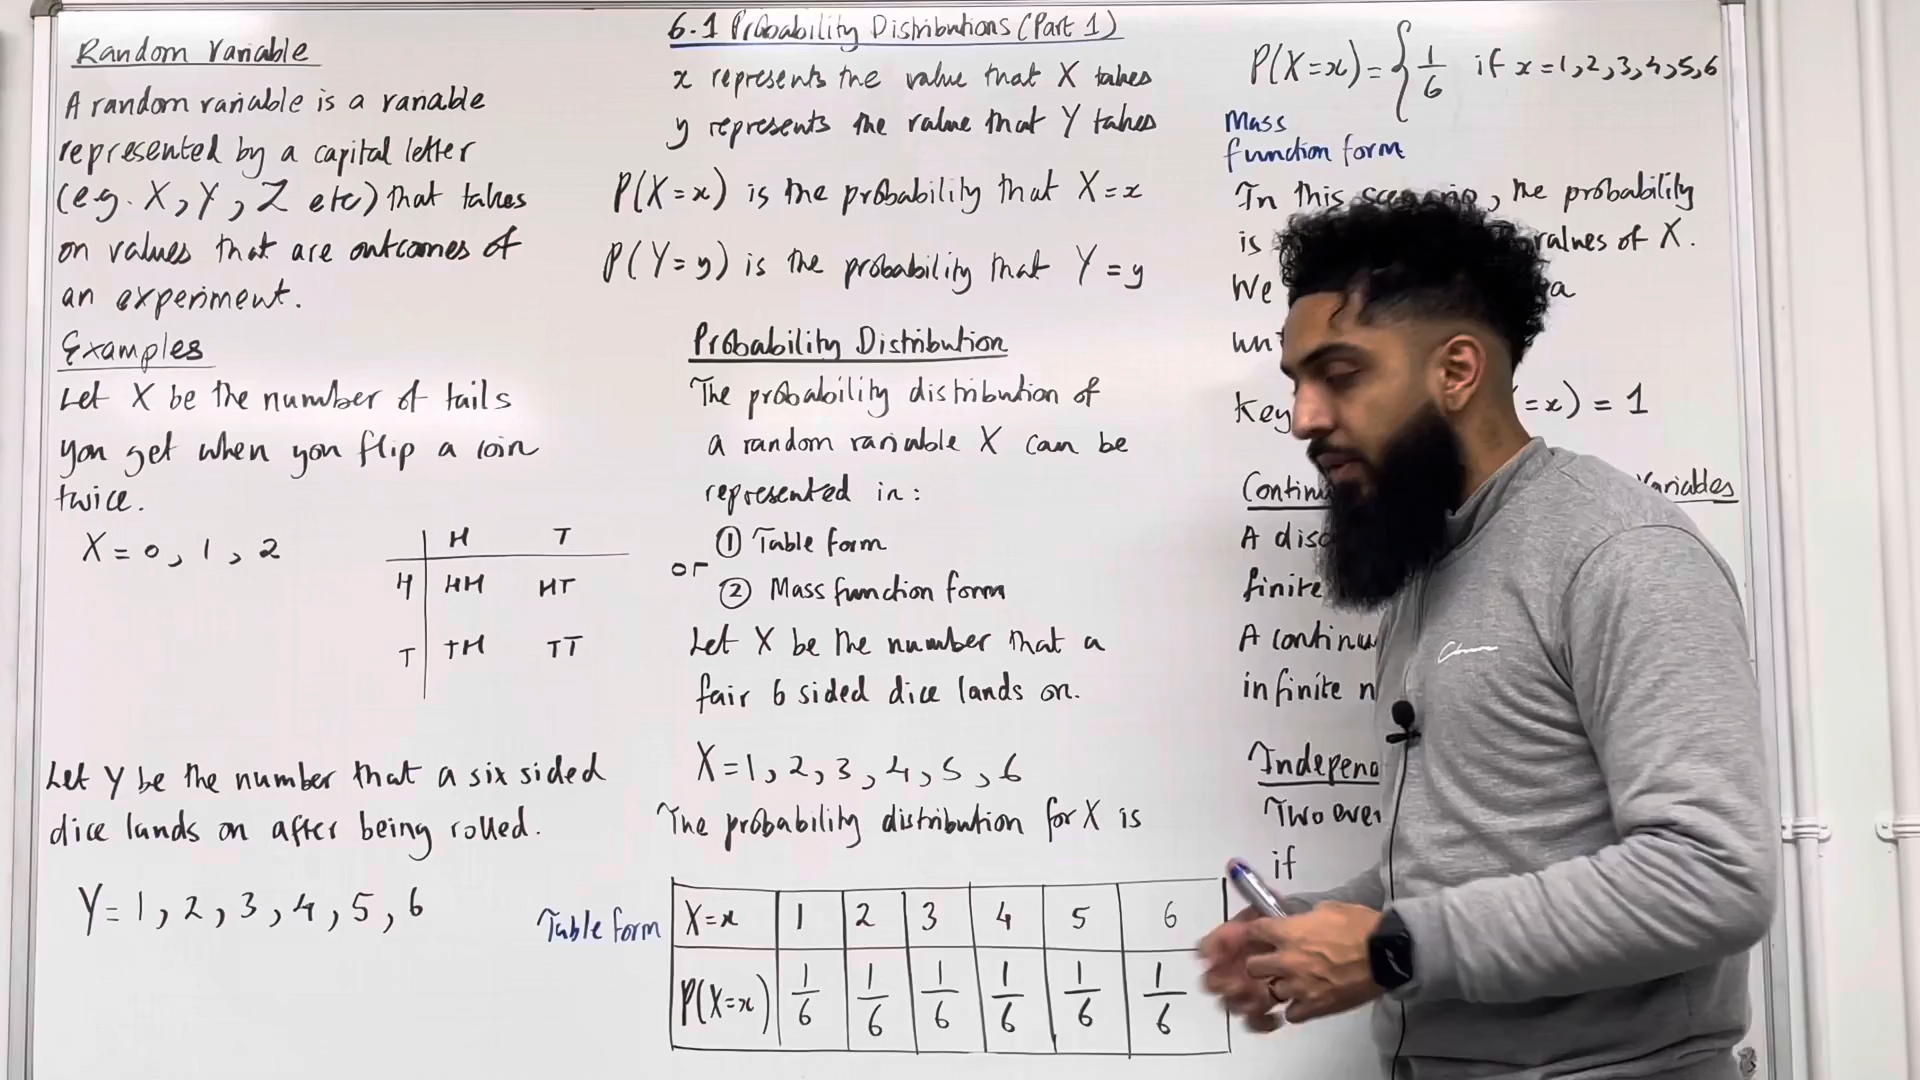 Random Variable
A random variable is a variable
represented by a capital letter
(e.g. X, Y, Z etc) that takes
on values that are outcomes of
an experiment.
Examples
Let X be the number of tails
you get when you flip a coin
twice.
X = 0, 1, 2
H T
H HH HT
T TH TT
Let Y be the number that a six sided
dice lands on after being rolled.
Y = 1, 2, 3, 4, 5, 6
6.1 Probability Distributions (Part 1)
x represents the value that X takes
y represents the value that Y takes
P(X=x) is the probability that X=x
P(Y=y) is the probability that Y=y
Probability Distribution
The probability distribution of
a random variable X can be
represented in:
① Table form
or
② Mass function form
Let X be the number that a
fair 6 sided dice lands on.
X = 1, 2, 3, 4, 5, 6
The probability distribution for X is
Table form
X=x 1 2 3 4 5 6
P(X=x) 1/6 1/6 1/6 1/6 1/6 1/6
P(X=x) = { 1/6 if x = 1, 2, 3, 4, 5, 6
Mass
function form
In this , the probability
is values of X.
We a
Key =x) = 1
Variables
A
finite
A
infinite
Two
if